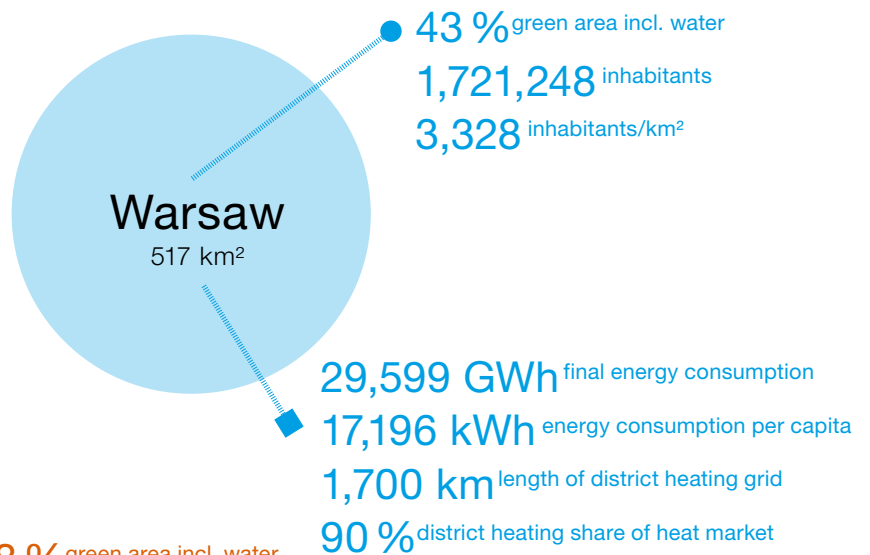 43 % green area incl. water
1,721,248 inhabitants
3,328 inhabitants/km²
Warsaw
517 km²
29,599 GWh final energy consumption
17,196 kWh energy consumption per capita
1,700 km length of district heating grid
90 % district heating share of heat market
% green area incl. water